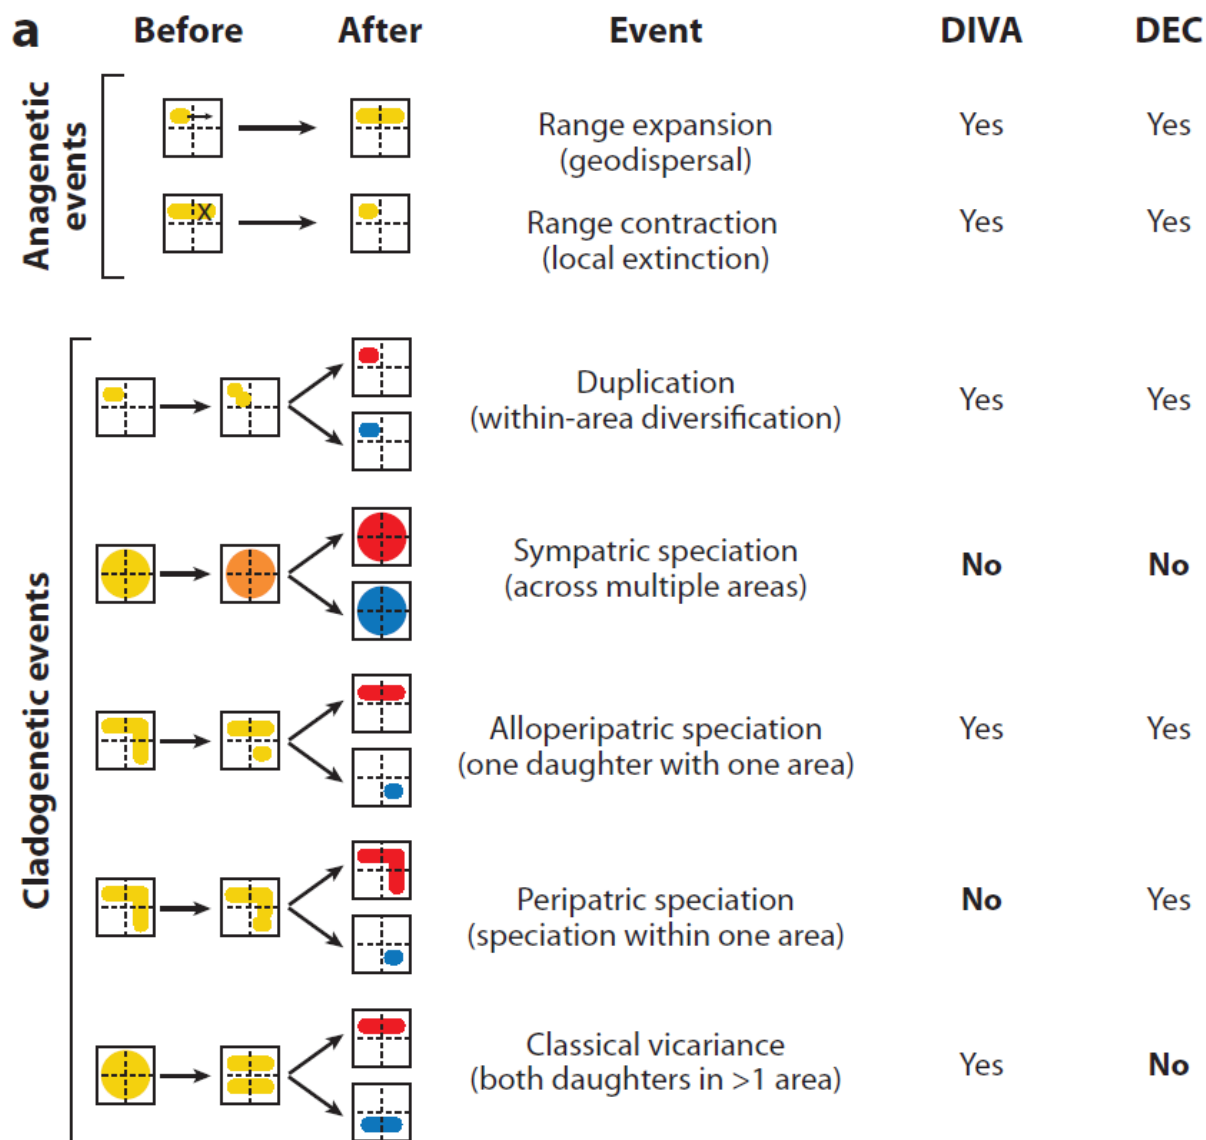 a Before After Event DIVA DEC
Anagenetic
events
X
Range expansion
(geodispersal)
Yes Yes
Range contraction
(local extinction)
Yes Yes
Cladogenetic events
Duplication
(within-area diversification)
Yes Yes
Sympatric speciation
(across multiple areas)
No No
Alloperipatric speciation
(one daughter with one area)
Yes Yes
Peripatric speciation
(speciation within one area)
No Yes
Classical vicariance
(both daughters in >1 area)
Yes No